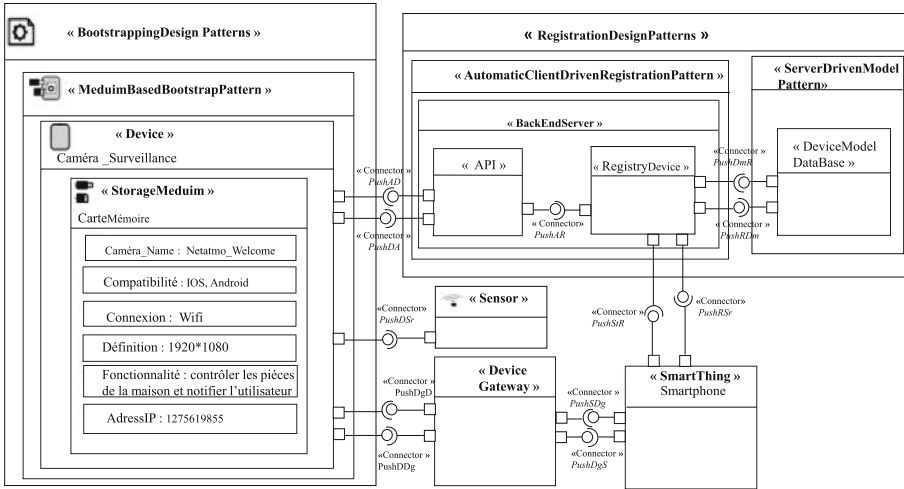 « BootstrappingDesign Patterns »
« MeduimBasedBootstrapPattern »
« Device »
Caméra _Surveillance
« StorageMeduim »
CarteMémoire
Caméra_Name : Netatmo_Welcome
Compatibilité : IOS, Android
Connexion : Wifi
Définition : 1920*1080
Fonctionnalité : contrôler les piéces
de la maison et notifier l’utilisateur
AdressIP : 1275619855
« Connector »
PushAD
« Connector »
PushDA
«Connector»
PushDSr
«Connector »
PushDgD
«Connector »
PushDDg
« RegistrationDesignPatterns »
« AutomaticClientDrivenRegistrationPattern »
« BackEndServer »
« API »
«Connector»
PushAR
« RegistryDevice »
«Connector »
PushDmR
«Connector »
PushRDm
« ServerDrivenModel
Pattern»
« DeviceModel
DataBase »
« Sensor »
« Device
Gateway »
«Connector »
PushStR
«Connector»
PushRSr
«Connector »
PushSDg
«Connector »
PushDgS
« SmartThing »
Smartphone